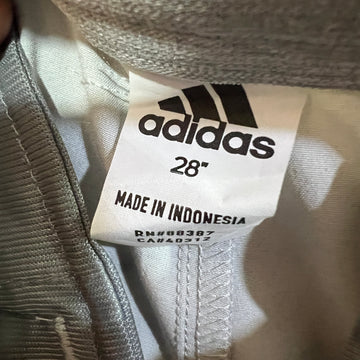 adidas
28"
MADE IN INDONESIA
RN#88387
CA#40312